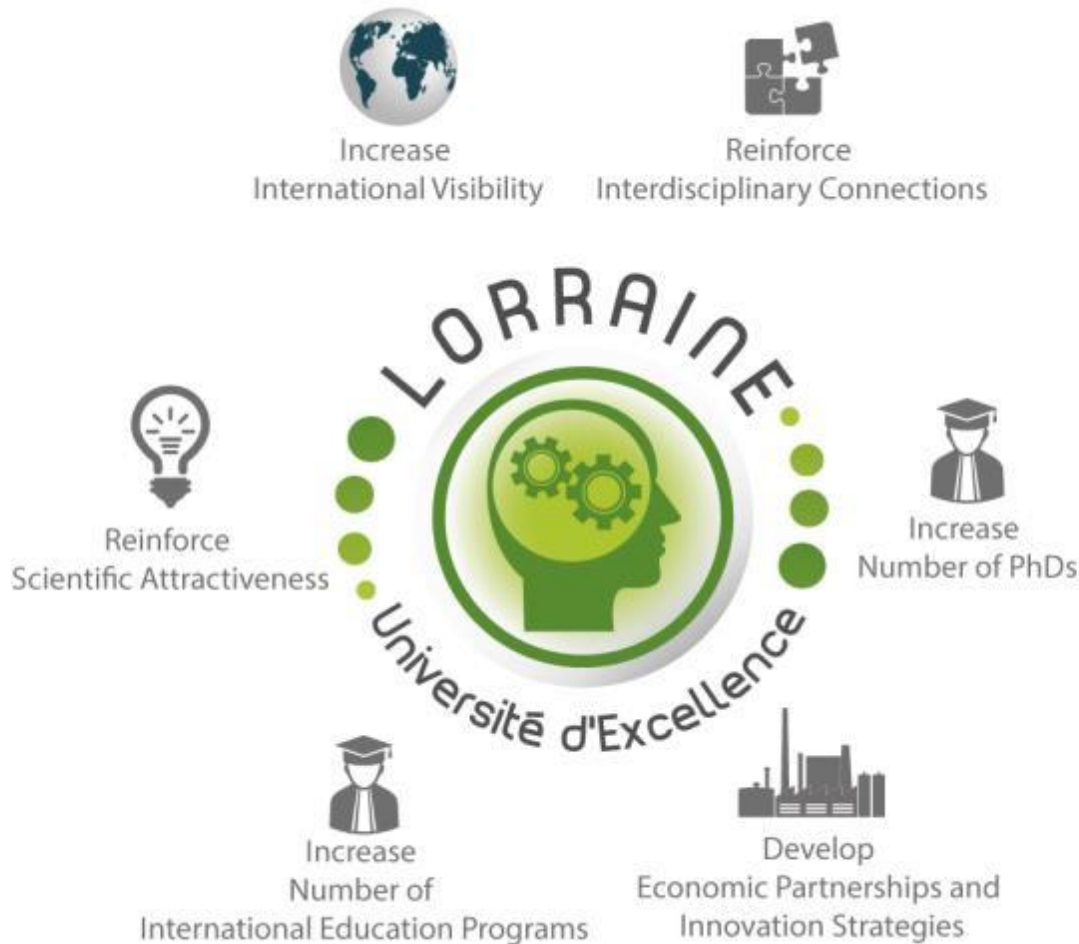 Increase
International Visibility
Reinforce
Interdisciplinary Connections
LORRAINE
Reinforce
Scientific Attractiveness
Increase
Number of PhDs
Université d'Excellence
Increase
Number of
International Education Programs
Develop
Economic Partnerships and
Innovation Strategies